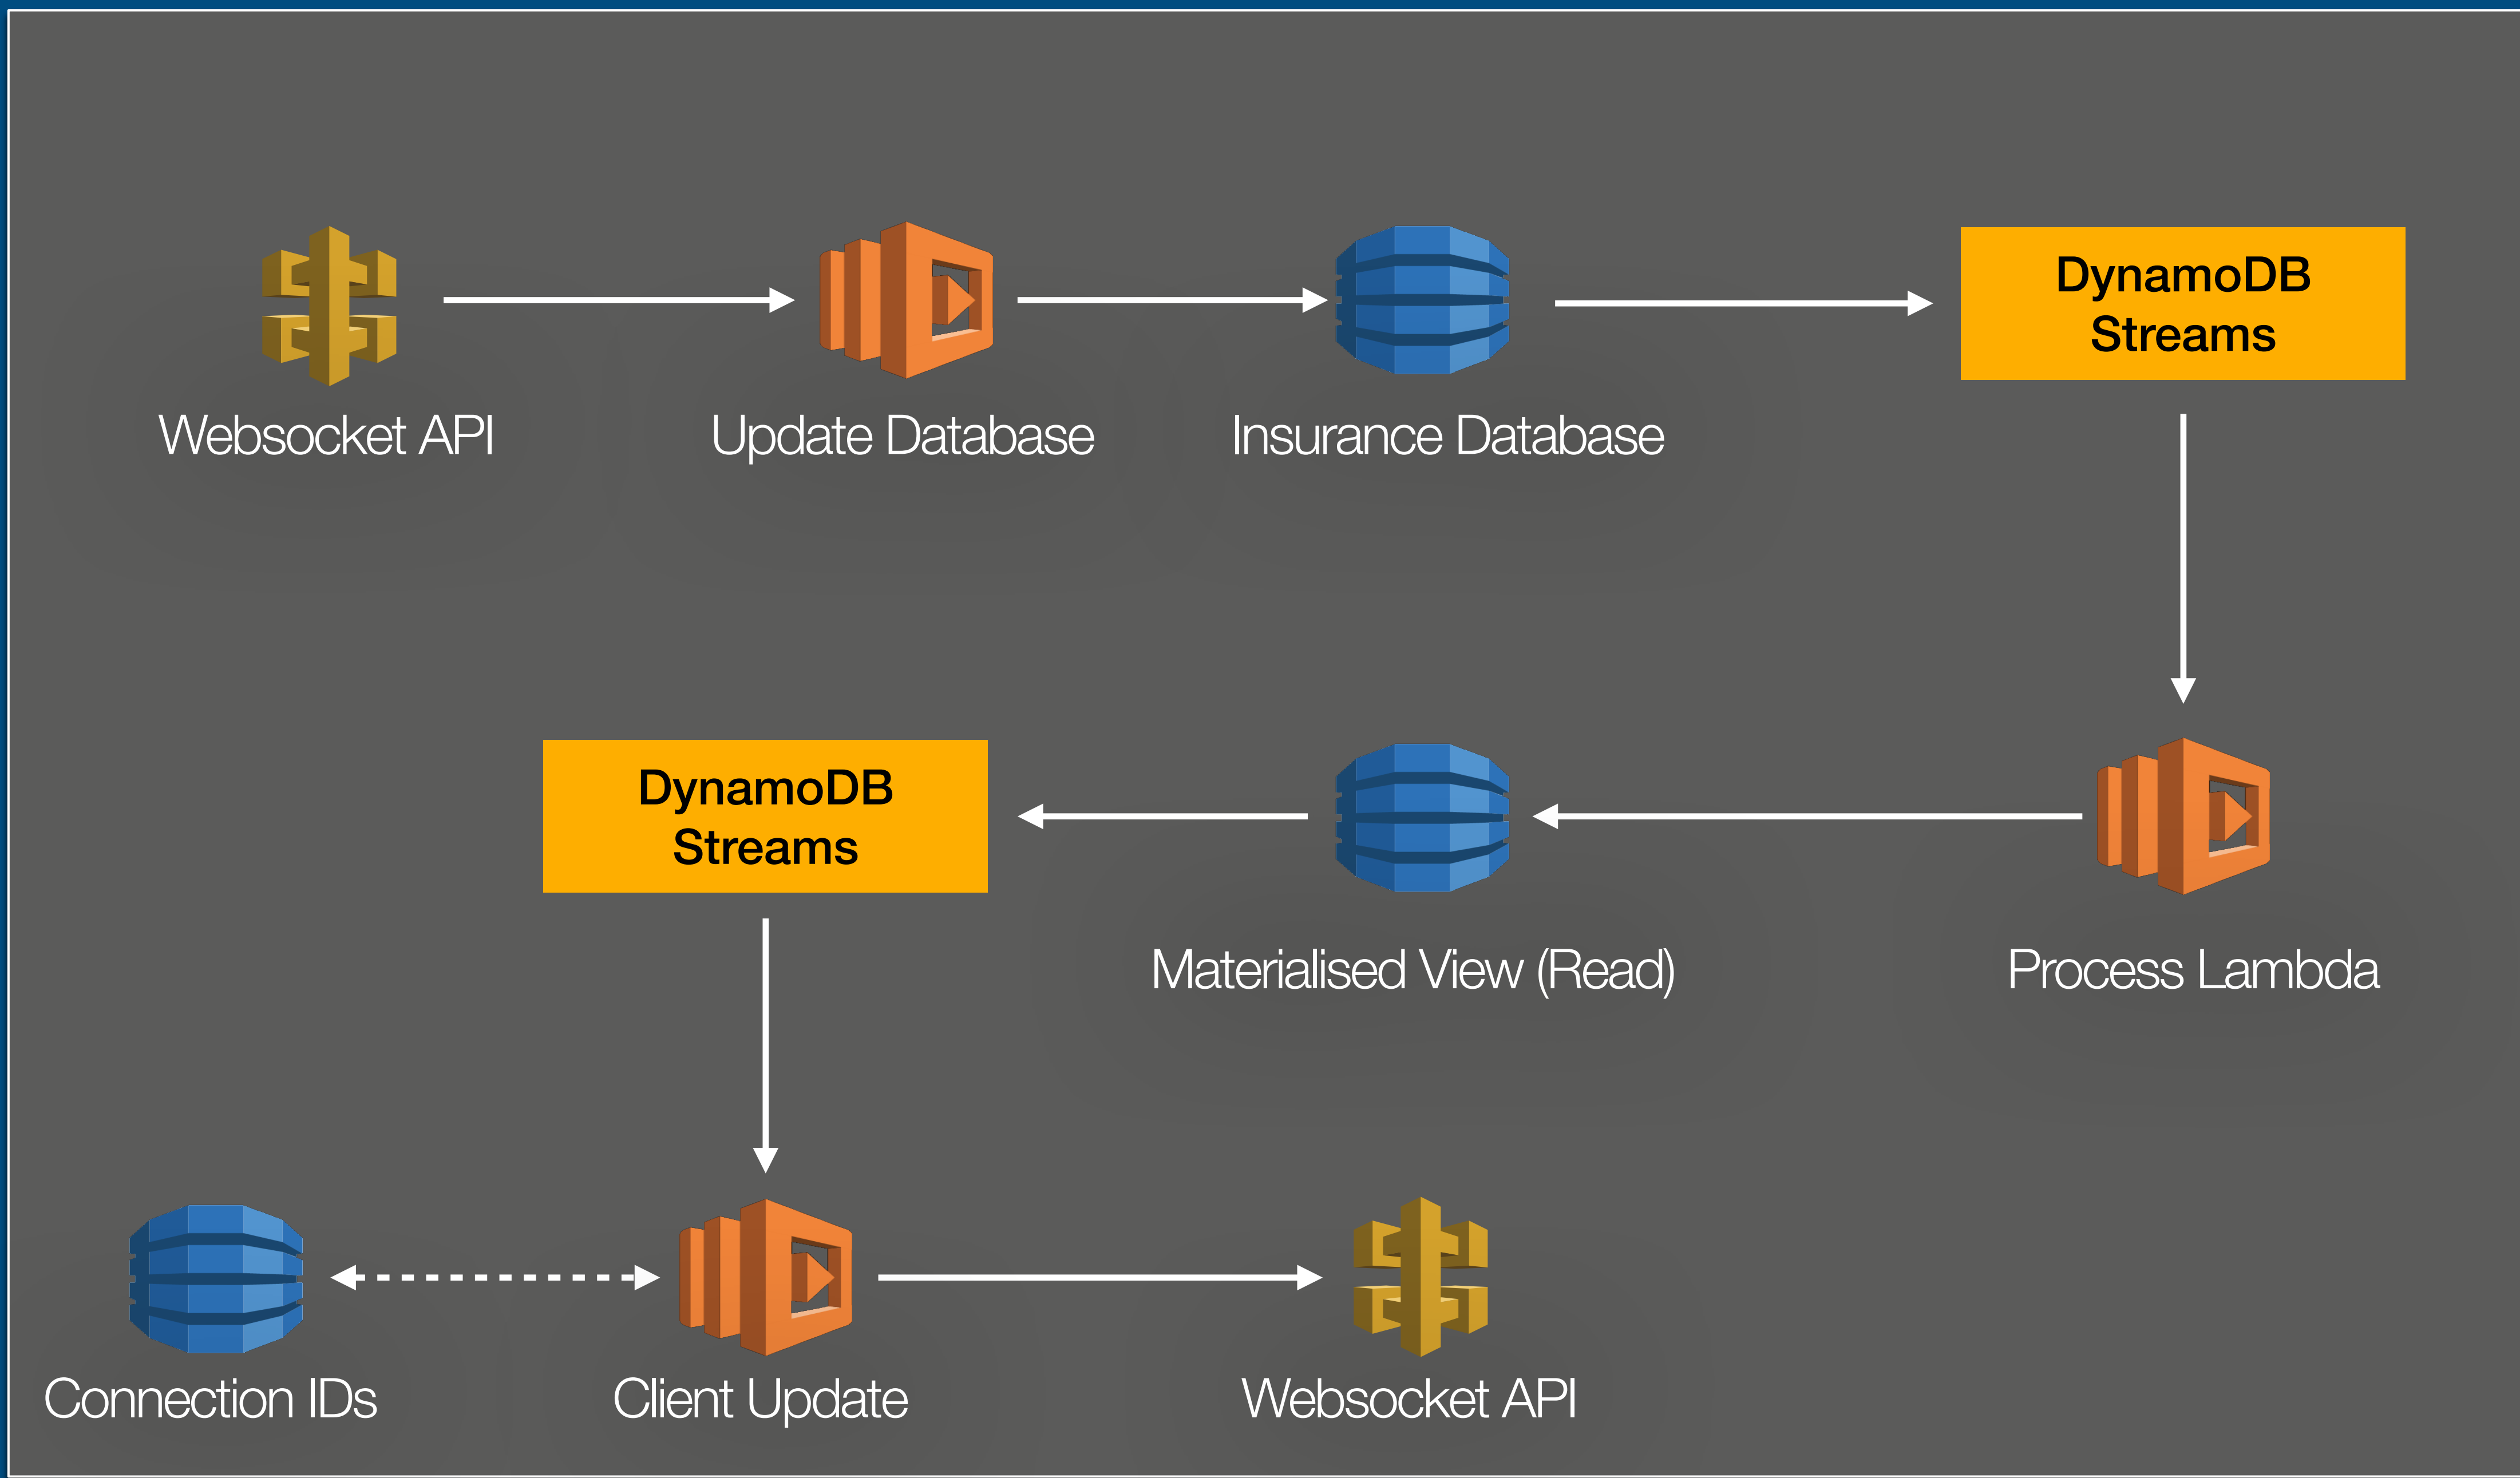 Websocket API
Update Database
Insurance Database
DynamoDB
Streams
DynamoDB
Streams
Materialised View (Read)
Process Lambda
Connection IDs
Client Update
Websocket API